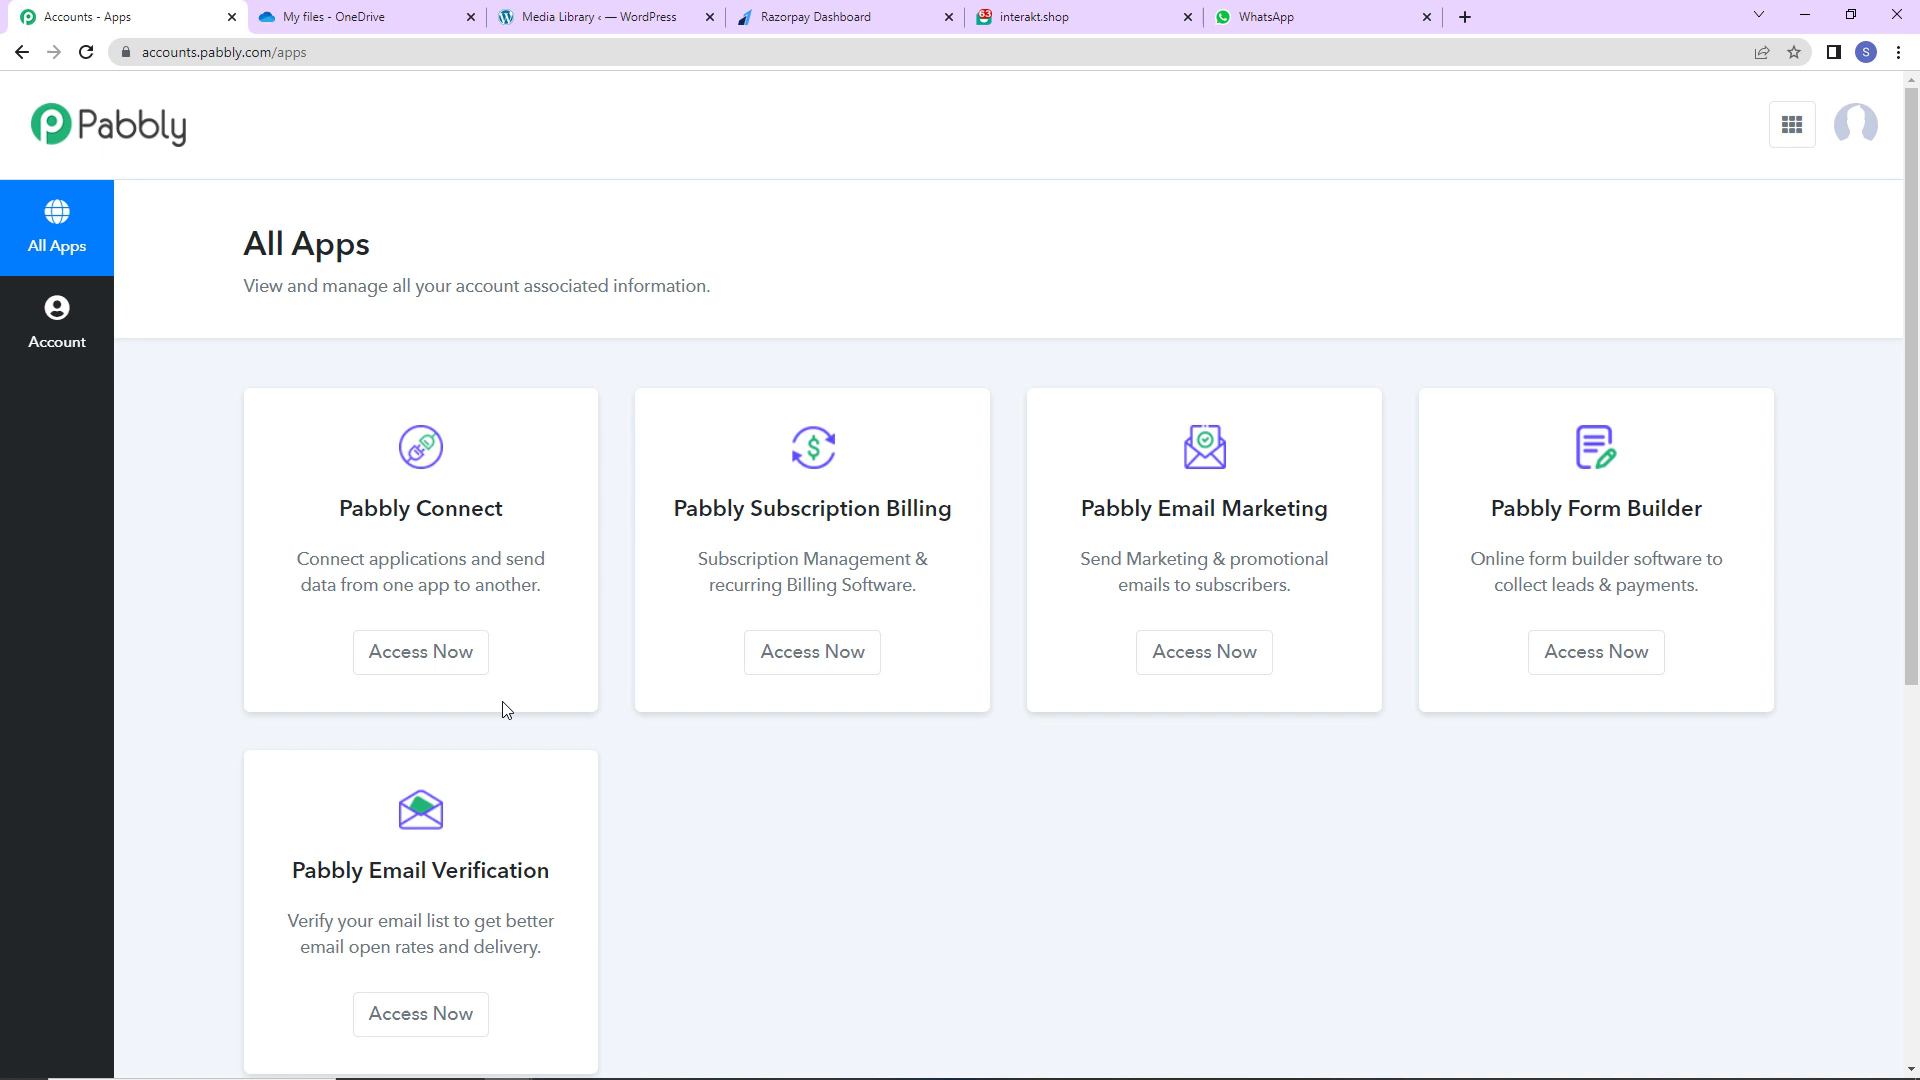 Accounts - Apps
My files - OneDrive
Media Library ‹ — WordPress
Razorpay Dashboard
63
interakt.shop
WhatsApp
accounts.pabbly.com/apps
S
Pabbly
All Apps
Account
All Apps
View and manage all your account associated information.
Pabbly Connect
Connect applications and send
data from one app to another.
Access Now
Pabbly Subscription Billing
Subscription Management &
recurring Billing Software.
Access Now
Pabbly Email Marketing
Send Marketing & promotional
emails to subscribers.
Access Now
Pabbly Form Builder
Online form builder software to
collect leads & payments.
Access Now
Pabbly Email Verification
Verify your email list to get better
email open rates and delivery.
Access Now